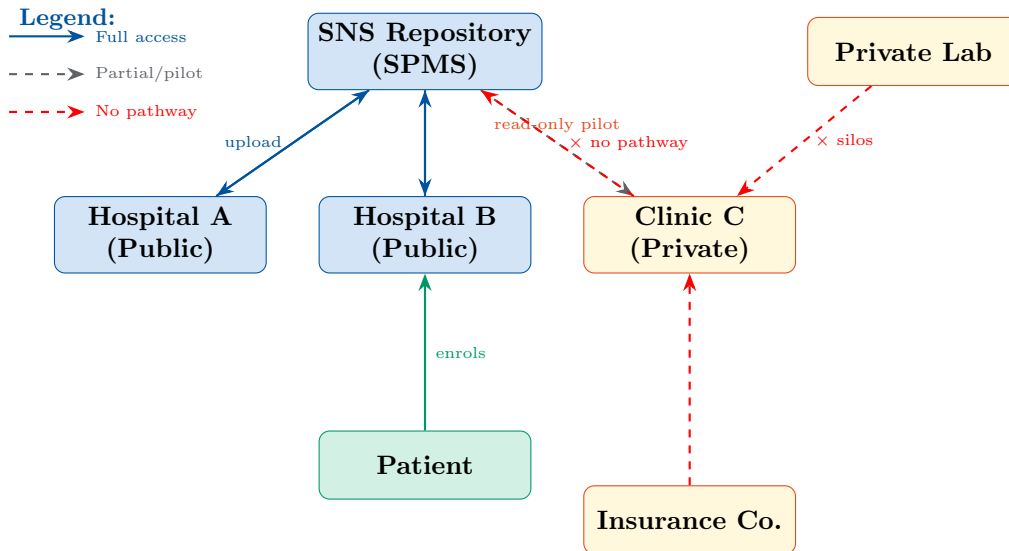 Legend:
Full access
Partial/pilot
No pathway
SNS Repository
(SPMS)
Private Lab
upload
read-only pilot
× no pathway
× silos
Hospital A
(Public)
Hospital B
(Public)
Clinic C
(Private)
enrols
Patient
Insurance Co.